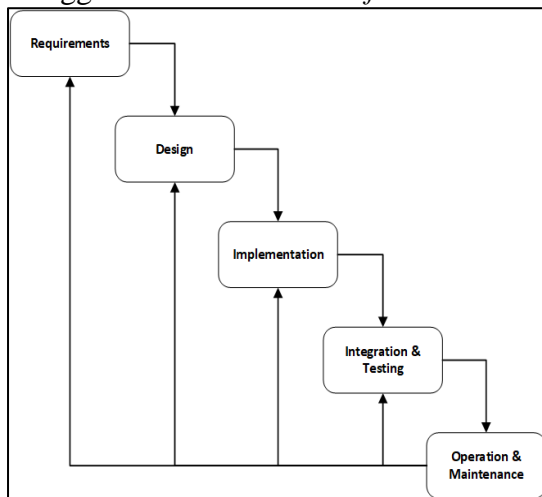 Requirements
Design
Implementation
Integration &
Testing
Operation &
Maintenance